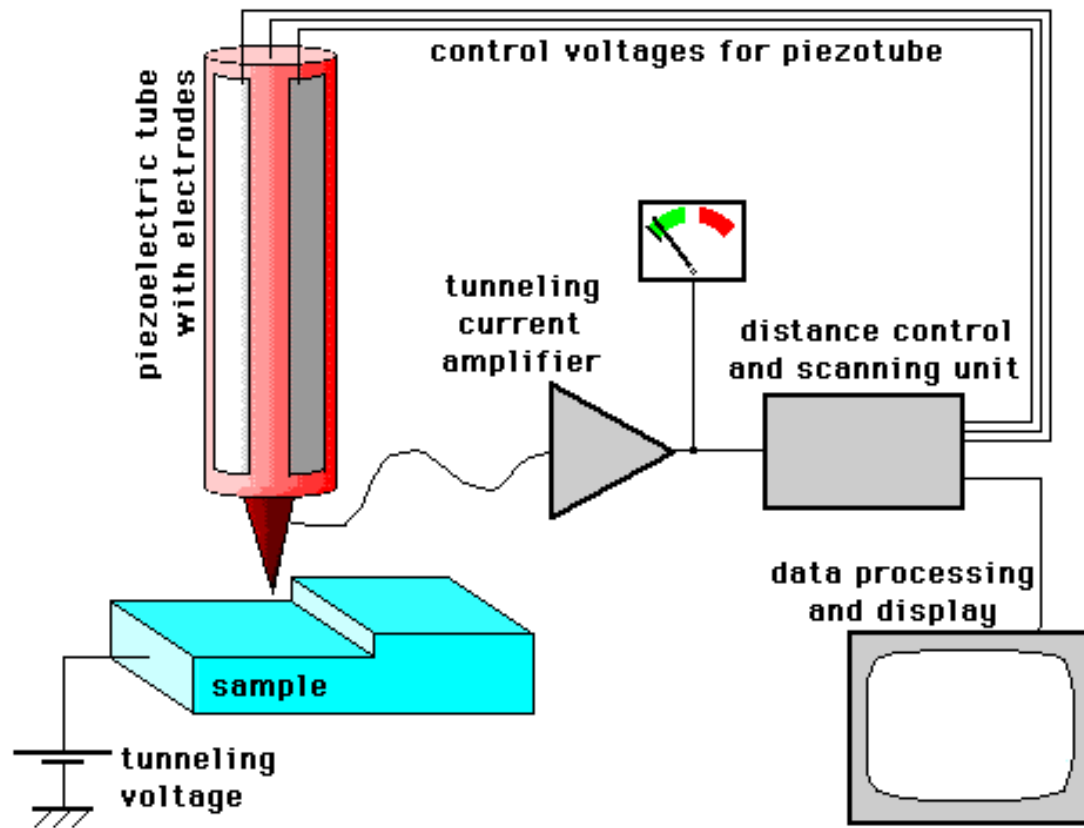 control voltages for piezotube
piezoelectric tube
with electrodes
tunneling
current
amplifier
distance control
and scanning unit
data processing
and display
sample
tunneling
voltage